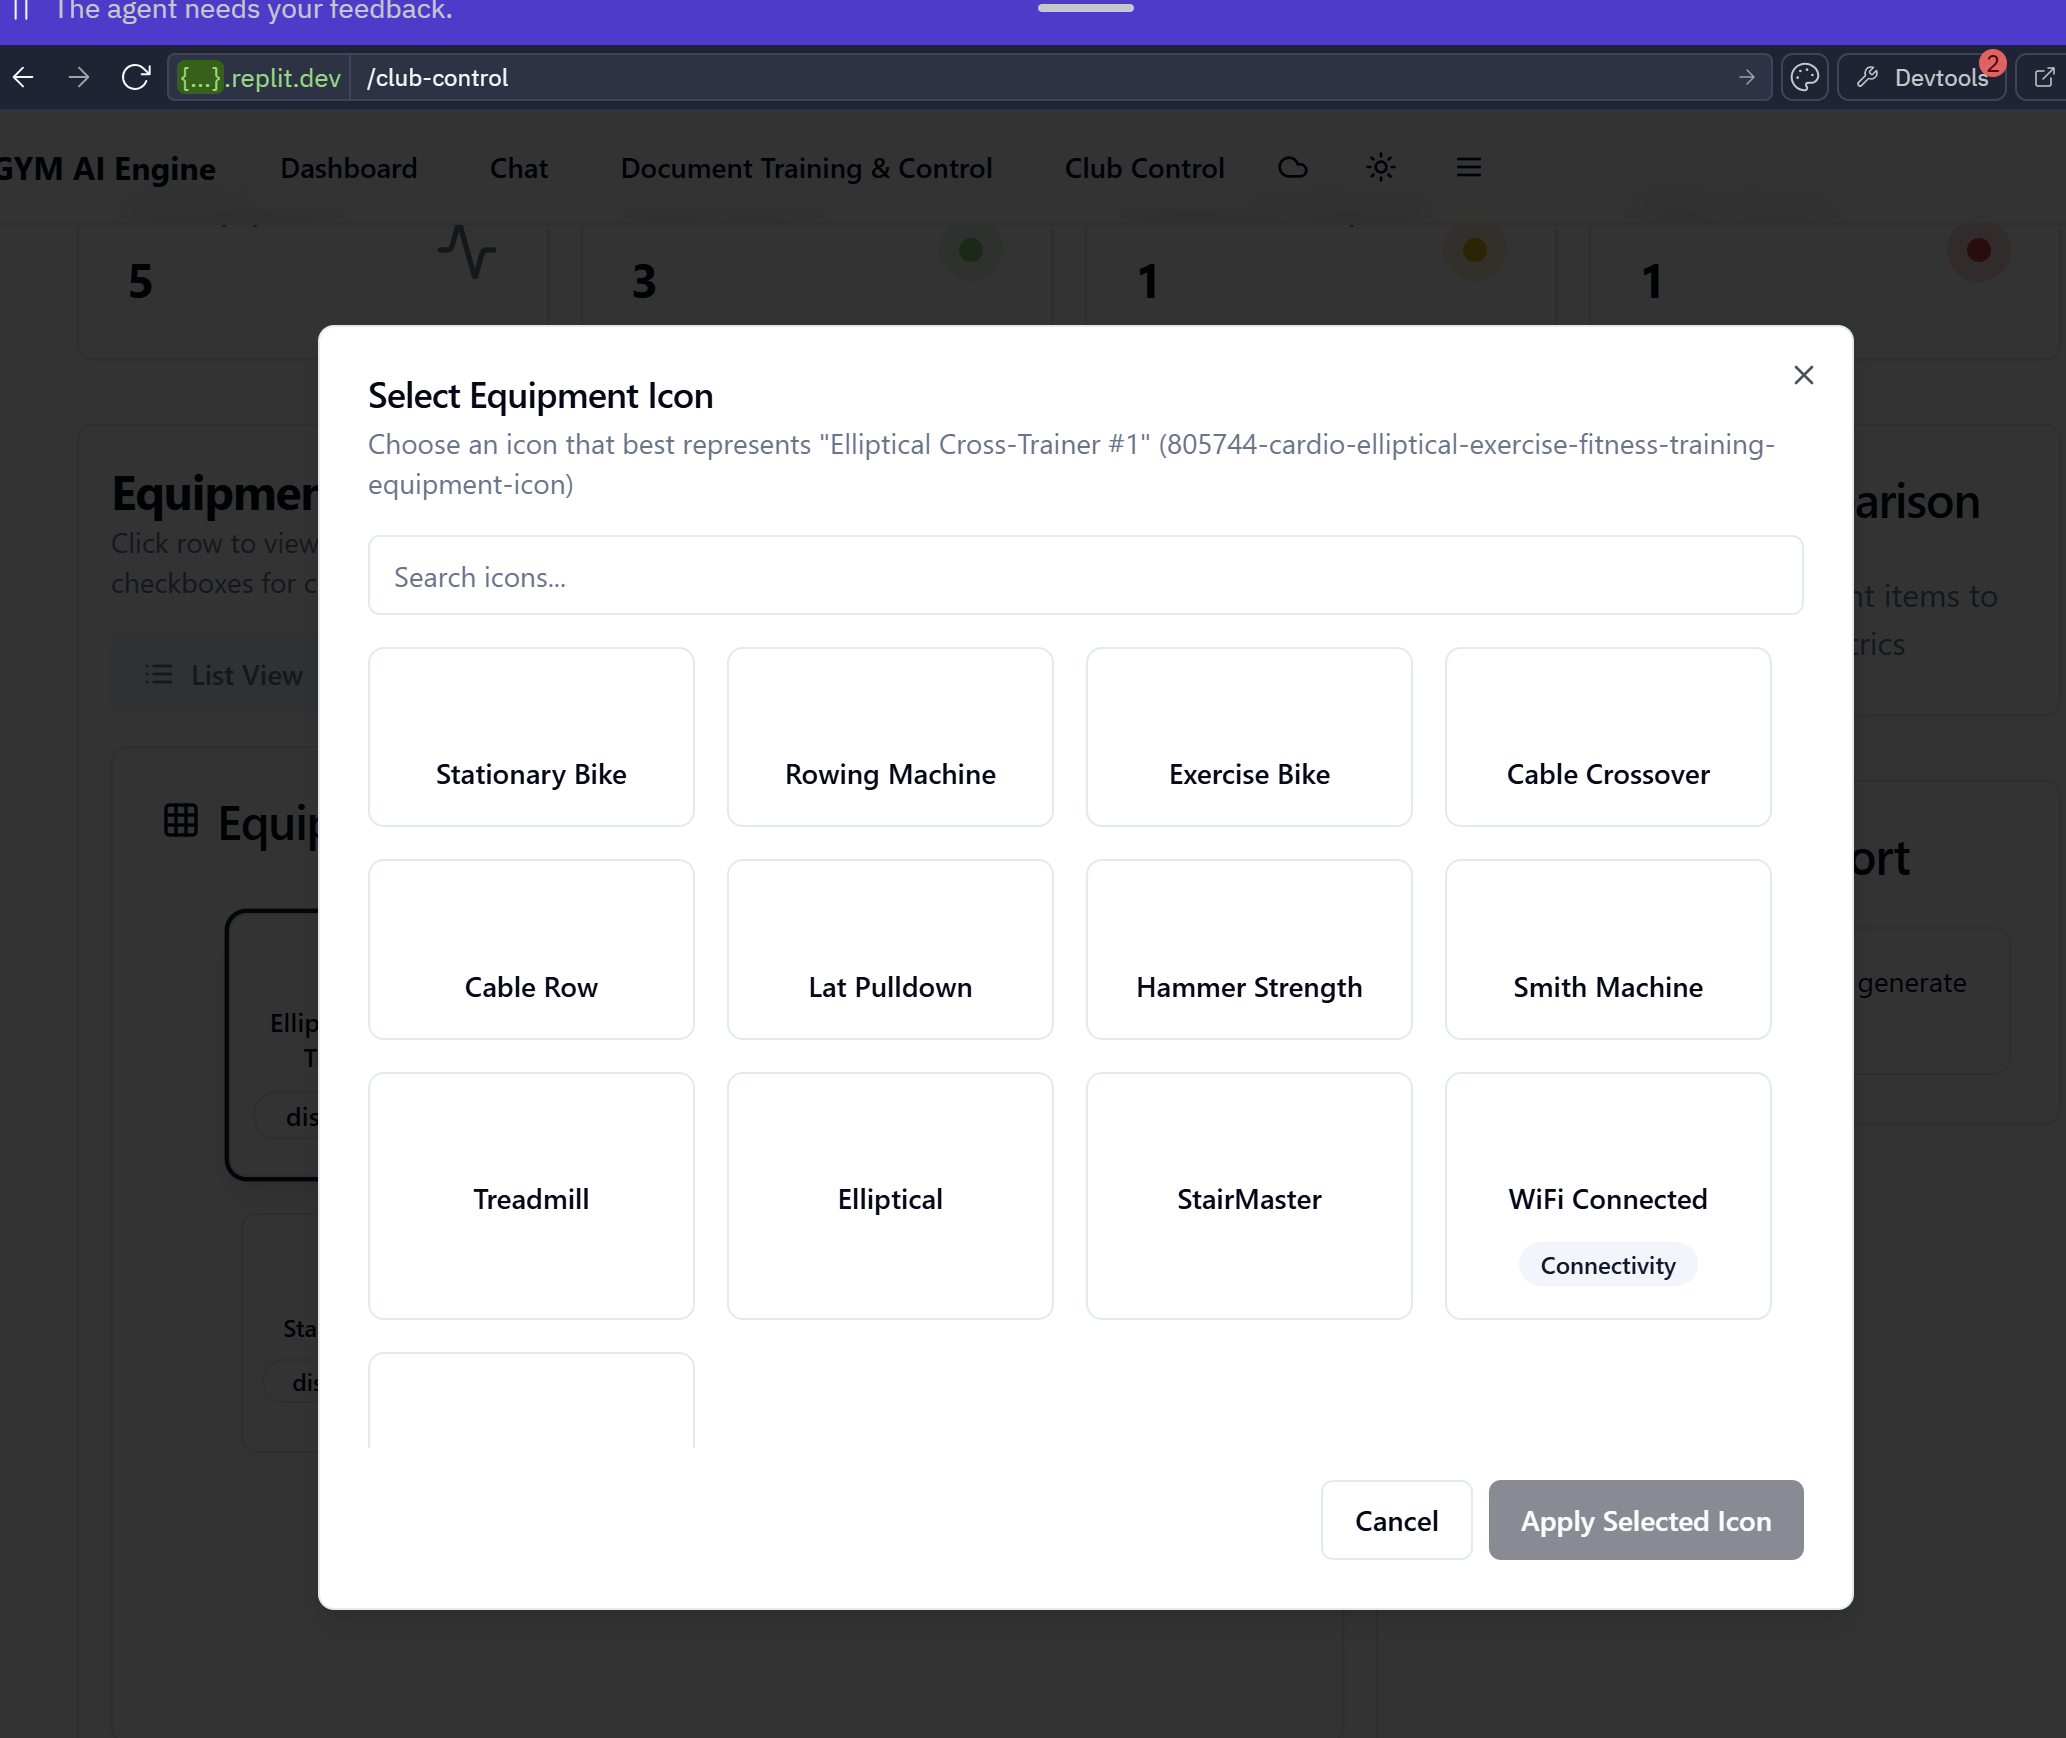 The agent needs your feedback.
{...}.replit.dev /club-control
Devtools 2
GYM AI Engine Dashboard Chat Document Training & Control Club Control
5 3 1 1
Select Equipment Icon
Choose an icon that best represents "Elliptical Cross-Trainer #1" (805744-cardio-elliptical-exercise-fitness-training-
equipment-icon)
Search icons...
Stationary Bike Rowing Machine Exercise Bike Cable Crossover
Cable Row Lat Pulldown Hammer Strength Smith Machine
Treadmill Elliptical StairMaster WiFi Connected
Connectivity
Cancel Apply Selected Icon
Equipmen
Click row to view
checkboxes for c
List View
Equip
Ellip
T
dis
Sta
dis
arison
nt items to
trics
ort
generate